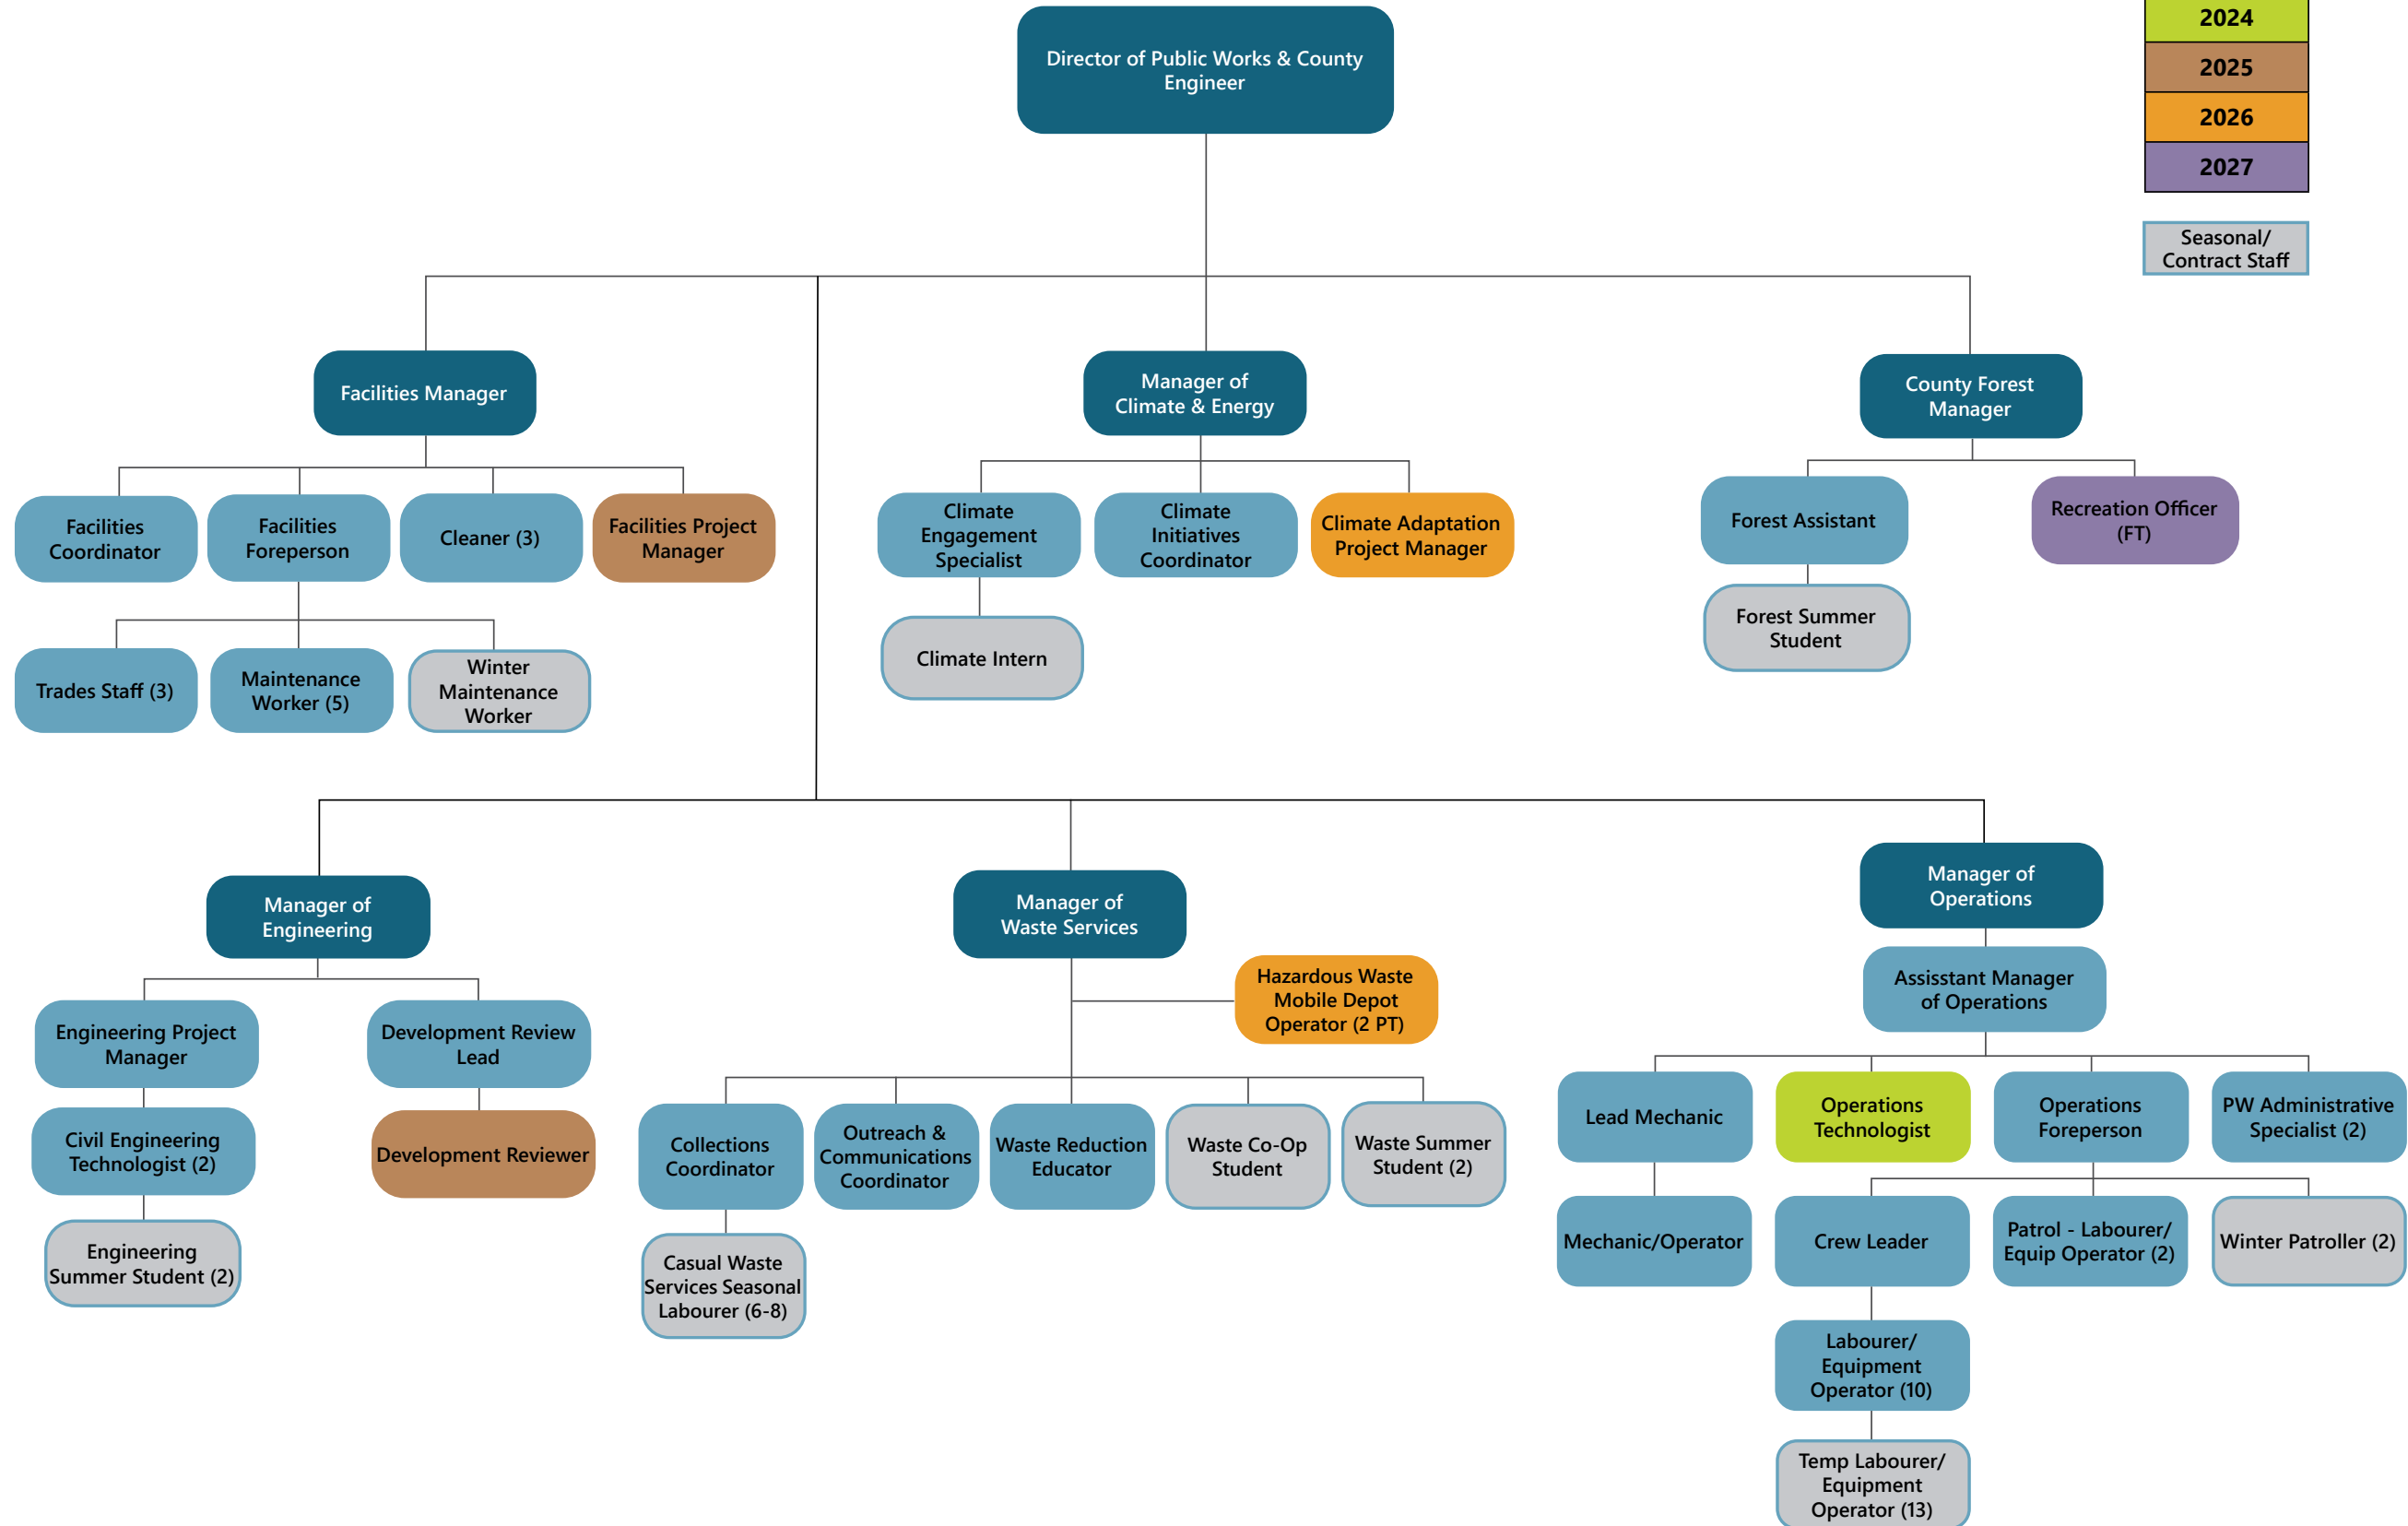 Director of Public Works & County
Engineer
2024
2025
2026
2027
Seasonal/
Contract Staff
Facilities Manager
Manager of
Climate & Energy
County Forest
Manager
Facilities
Coordinator
Facilities
Foreperson
Cleaner (3)
Facilities Project
Manager
Climate
Engagement
Specialist
Climate
Initiatives
Coordinator
Climate Adaptation
Project Manager
Forest Assistant
Recreation Officer
(FT)
Trades Staff (3)
Maintenance
Worker (5)
Winter
Maintenance
Worker
Climate Intern
Forest Summer
Student
Manager of
Engineering
Manager of
Waste Services
Manager of
Operations
Hazardous Waste
Mobile Depot
Operator (2 PT)
Assisstant Manager
of Operations
Engineering Project
Manager
Development Review
Lead
Civil Engineering
Technologist (2)
Development Reviewer
Engineering
Summer Student (2)
Collections
Coordinator
Outreach &
Communications
Coordinator
Waste Reduction
Educator
Waste Co-Op
Student
Waste Summer
Student (2)
Casual Waste
Services Seasonal
Labourer (6-8)
Lead Mechanic
Operations
Technologist
Operations
Foreperson
PW Administrative
Specialist (2)
Mechanic/Operator
Crew Leader
Patrol - Labourer/
Equip Operator (2)
Winter Patroller (2)
Labourer/
Equipment
Operator (10)
Temp Labourer/
Equipment
Operator (13)